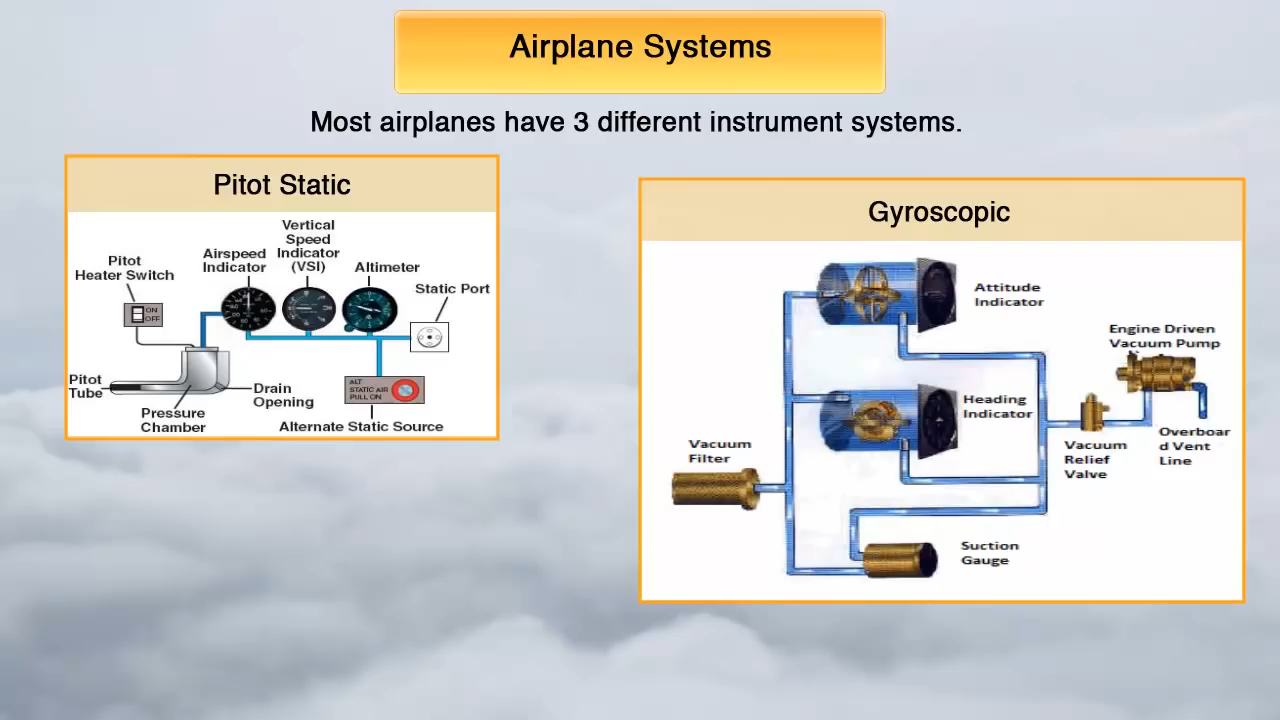 Airplane Systems
Most airplanes have 3 different instrument systems.
Pitot Static
Pitot
Heater Switch
Airspeed
Indicator
Vertical
Speed
Indicator
(VSI)
Altimeter
Static Port
ON
OFF
Pitot
Tube
Pressure
Chamber
Drain
Opening
ALT
STATIC AIR
PULL ON
Alternate Static Source
Gyroscopic
Attitude
Indicator
Engine Driven
Vacuum Pump
Heading
Indicator
Vacuum
Filter
Vacuum
Relief
Valve
Overboar
d Vent
Line
Suction
Gauge